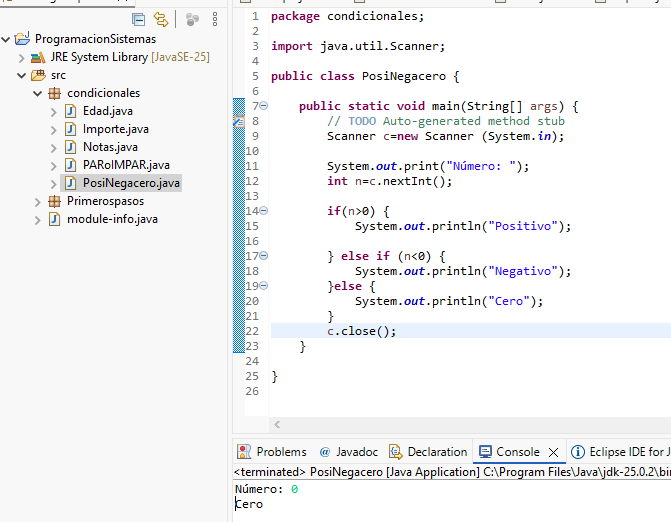 ProgramacionSistemas
JRE System Library [JavaSE-25]
src
condicionales
Edad.java
Importe.java
Notas.java
PARoIMPAR.java
PosiNegacero.java
Primerospasos
module-info.java
1 package condicionales;
2
3 import java.util.Scanner;
4
5 public class PosiNegacero {
6
7 public static void main(String[] args) {
8 // TODO Auto-generated method stub
9 Scanner c=new Scanner (System.in);
10
11 System.out.print("Número: ");
12 int n=c.nextInt();
13
14 if(n>0) {
15 System.out.println("Positivo");
16
17 } else if (n<0) {
18 System.out.println("Negativo");
19 }else {
20 System.out.println("Cero");
21 }
22 c.close();
23 }
24
25 }
26
Problems @ Javadoc Declaration Console Eclipse IDE for J
<terminated> PosiNegacero [Java Application] C:\Program Files\Java\jdk-25.0.2\bin
Número: 0
Cero